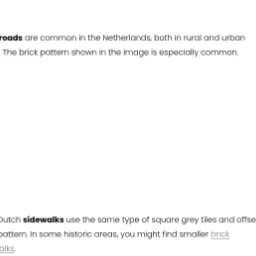 roads are common in the Netherlands, both in rural and urban
. The brick pattern shown in the image is especially common.
Dutch sidewalks use the same type of square grey tiles and offse
pattern. In some historic areas, you might find smaller brick
alks.